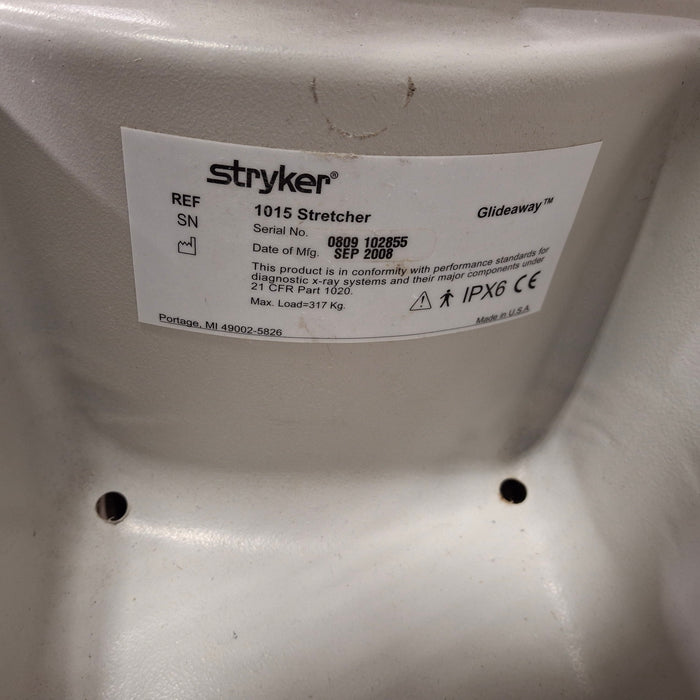 stryker®
REF 1015 Stretcher Glideaway™
SN Serial No. 0809 102855
Date of Mfg. SEP 2008
This product is in conformity with performance standards for
diagnostic x-ray systems and their major components under
21 CFR Part 1020.
Max. Load=317 Kg.
IPX6 CE
Portage, MI 49002-5826
Made in U.S.A.